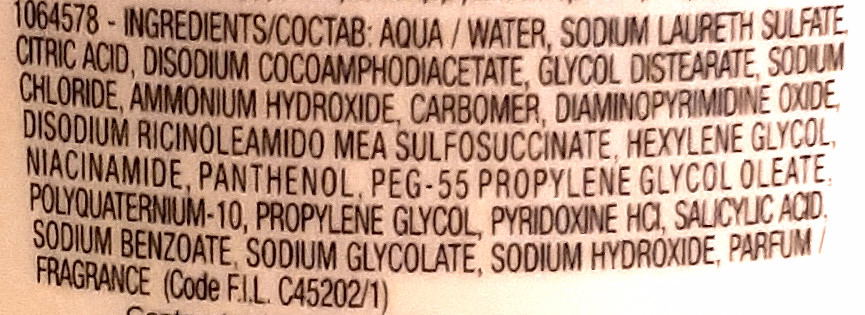 1064578 - INGREDIENTS/COCTAB: AQUA / WATER, SODIUM LAURETH SULFATE,
CITRIC ACID, DISODIUM COCOAMPHODIACETATE, GLYCOL DISTEARATE, SODIUM
CHLORIDE, AMMONIUM HYDROXIDE, CARBOMER, DIAMINOPYRIMIDINE OXIDE,
DISODIUM RICINOLEAMIDO MEA SULFOSUCCINATE, HEXYLENE GLYCOL,
NIACINAMIDE, PANTHENOL, PEG-55 PROPYLENE GLYCOL OLEATE,
POLYQUATERNIUM-10, PROPYLENE GLYCOL, PYRIDOXINE HCI, SALICYLIC ACID,
SODIUM BENZOATE, SODIUM GLYCOLATE, SODIUM HYDROXIDE, PARFUM /
FRAGRANCE (Code F.I.L. C45202/1)